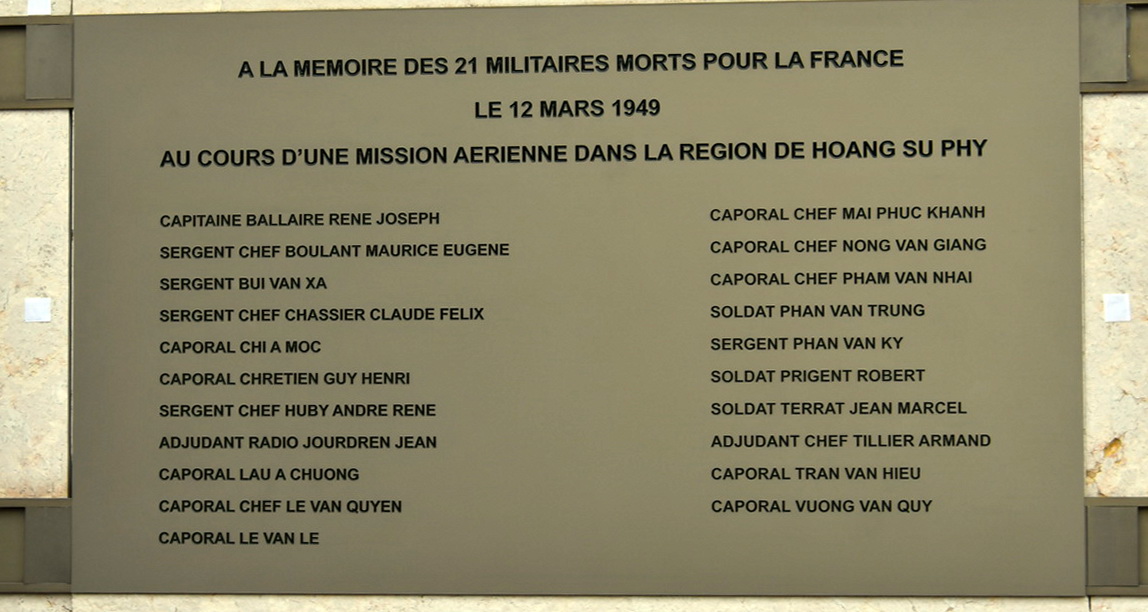 A LA MEMOIRE DES 21 MILITAIRES MORTS POUR LA FRANCE
LE 12 MARS 1949
AU COURS D'UNE MISSION AERIENNE DANS LA REGION DE HOANG SU PHY
CAPITAINE BALLAIRE RENE JOSEPH
SERGENT CHEF BOULANT MAURICE EUGENE
SERGENT BUI VAN XA
SERGENT CHEF CHASSIER CLAUDE FELIX
CAPORAL CHI A MOC
CAPORAL CHRETIEN GUY HENRI
SERGENT CHEF HUBY ANDRE RENE
ADJUDANT RADIO JOURDREN JEAN
CAPORAL LAU A CHUONG
CAPORAL CHEF LE VAN QUYEN
CAPORAL LE VAN LE
CAPORAL CHEF MAI PHUC KHANH
CAPORAL CHEF NONG VAN GIANG
CAPORAL CHEF PHAM VAN NHAI
SOLDAT PHAN VAN TRUNG
SERGENT PHAN VAN KY
SOLDAT PRIGENT ROBERT
SOLDAT TERRAT JEAN MARCEL
ADJUDANT CHEF TILLIER ARMAND
CAPORAL TRAN VAN HIEU
CAPORAL VUONG VAN QUY